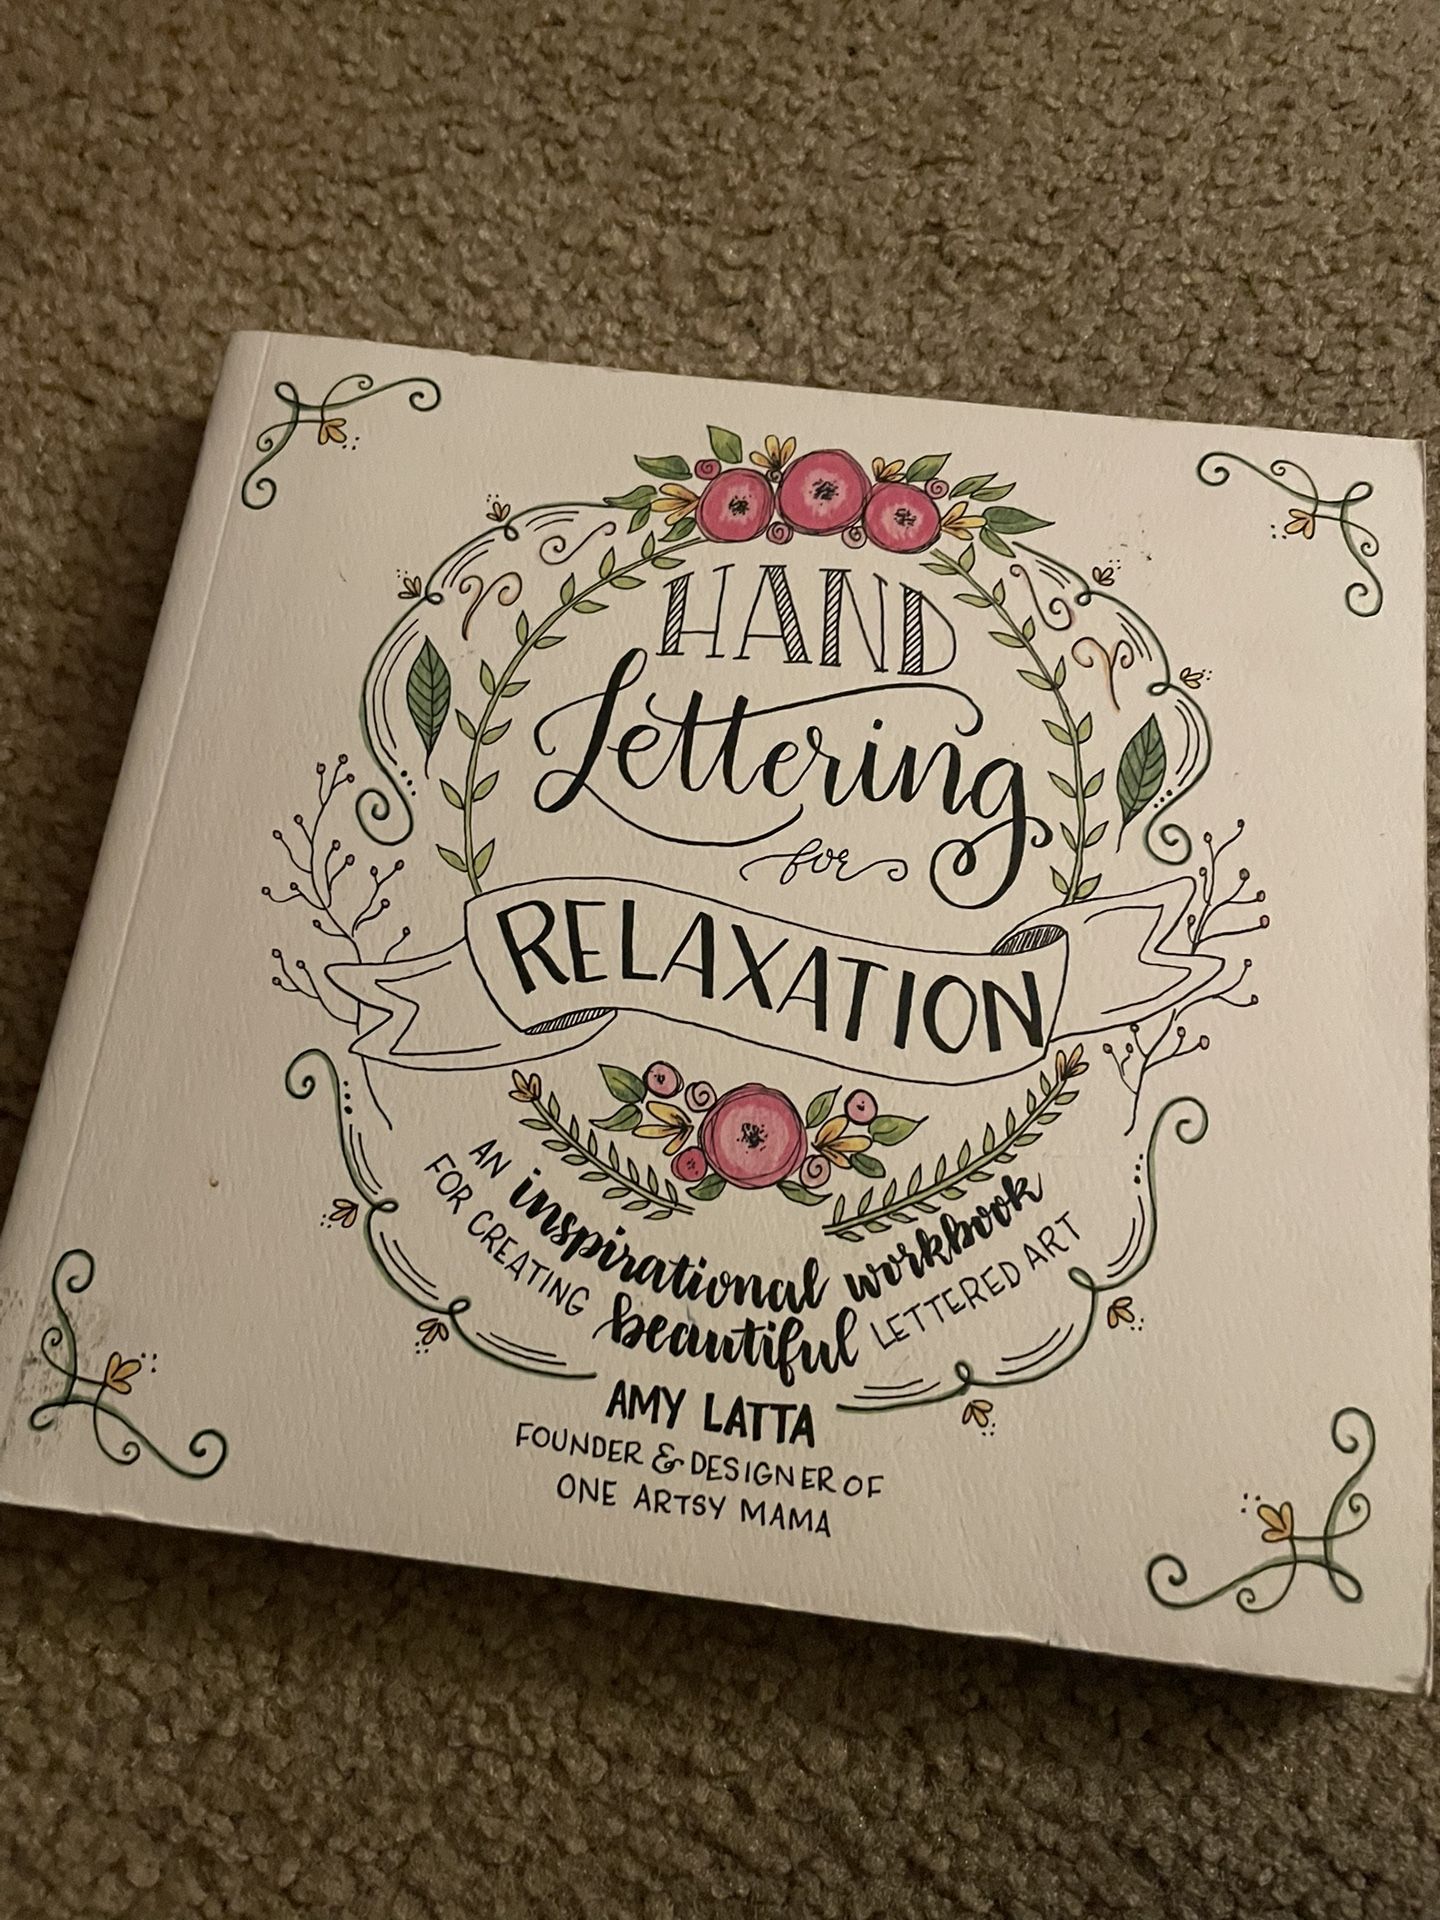 HAND
Lettering
for
RELAXATION
AN inspirational workbook
FOR CREATING beautiful LETTERED ART
AMY LATTA
FOUNDER & DESIGNER OF
ONE ARTSY MAMA